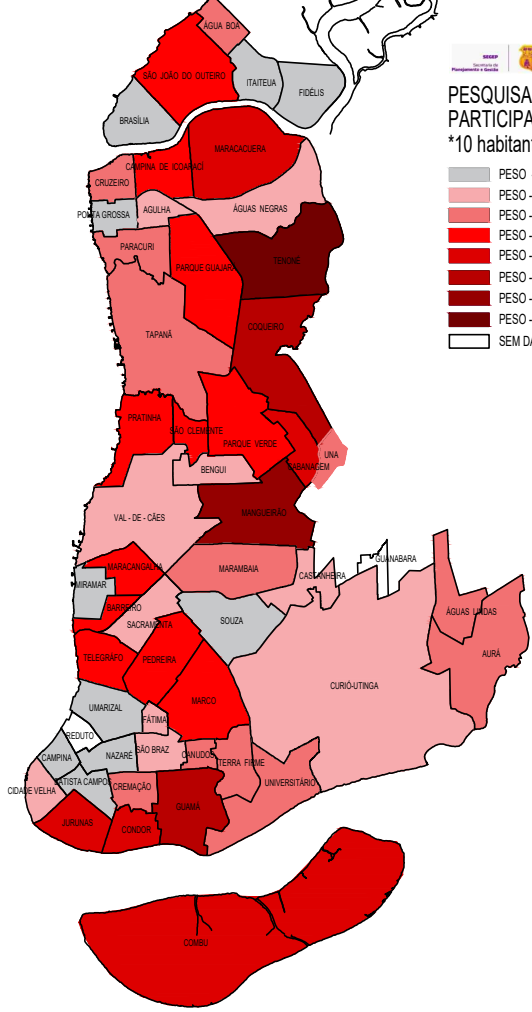 SEGEP
Secretaria de
Planejamento e Gestão
PESQUISA
PARTICIPA
*10 habitan
PESO
PESO -
PESO -
PESO -
PESO -
PESO -
PESO -
PESO -
SEM DA
ÁGUA BOA
SÃO JOÃO DO OUTEIRO
ITAITEUA
FIDÉLIS
BRASÍLIA
MARACACUERA
CAMPINA DE ICOARACI
CRUZEIRO
PONTA GROSSA
AGULHA
ÁGUAS NEGRAS
PARACURI
PARQUE GUAJARÁ
TENONÉ
COQUEIRO
TAPANÃ
PRATINHA
SÃO CLEMENTE
PARQUE VERDE
UNA
CABANAGEM
BENGUI
MANGUEIRÃO
VAL - DE - CÃES
GUANABARA
MARACANGALHA
MARAMBAIA
CASTANHEIRA
MIRAMAR
BARREIRO
SACRAMENTA
SOUZA
ÁGUAS LINDAS
AURÁ
TELEGRÁFO
PEDREIRA
CURIÓ-UTINGA
MARCO
UMARIZAL
FÁTIMA
REDUTO
CAMPINA
NAZARÉ
SÃO BRAZ
CANUDOS
TERRA FIRME
UNIVERSITÁRIO
CIDADE VELHA
BATISTA CAMPOS
CREMAÇÃO
GUAMÁ
JURUNAS
CONDOR
COMBU